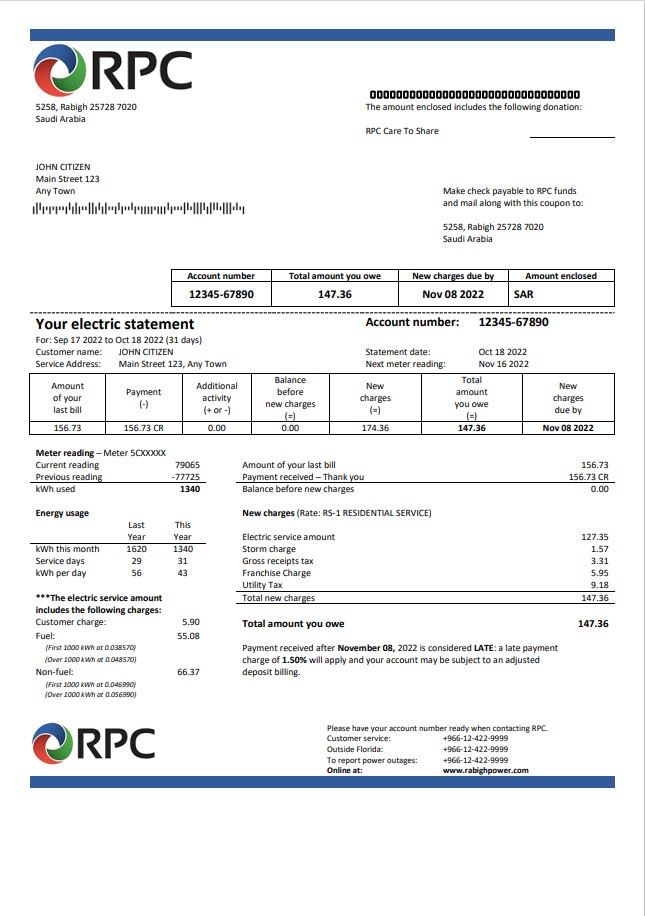 RPC
5258, Rabigh 25728 7020
Saudi Arabia
The amount enclosed includes the following donation:
RPC Care To Share
JOHN CITIZEN
Main Street 123
Any Town
Make check payable to RPC funds
and mail along with this coupon to:
5258, Rabigh 25728 7020
Saudi Arabia
Account number Total amount you owe New charges due by Amount enclosed
12345-67890 147.36 Nov 08 2022 SAR
Your electric statement Account number: 12345-67890
For: Sep 17 2022 to Oct 18 2022 (31 days)
Customer name: JOHN CITIZEN Statement date: Oct 18 2022
Service Address: Main Street 123, Any Town Next meter reading: Nov 16 2022
Amount of your last bill Payment (-) Additional activity (+ or -) Balance before new charges (=) New charges (=) Total amount you owe (=) New charges due by
156.73 156.73 CR 0.00 0.00 174.36 147.36 Nov 08 2022
Meter reading – Meter 5CXXXXX
Current reading 79065
Previous reading -77725
kWh used 1340
Amount of your last bill 156.73
Payment received – Thank you 156.73 CR
Balance before new charges 0.00
Energy usage
Last Year This Year
kWh this month 1620 1340
Service days 29 31
kWh per day 56 43
***The electric service amount
includes the following charges:
Customer charge: 5.90
Fuel: 55.08
(First 1000 kWh at 0.038570)
(Over 1000 kWh at 0.048570)
Non-fuel: 66.37
(First 1000 kWh at 0.046990)
(Over 1000 kWh at 0.056990)
New charges (Rate: RS-1 RESIDENTIAL SERVICE)
Electric service amount 127.35
Storm charge 1.57
Gross receipts tax 3.31
Franchise Charge 5.95
Utility Tax 9.18
Total new charges 147.36
Total amount you owe 147.36
Payment received after November 08, 2022 is considered LATE: a late payment
charge of 1.50% will apply and your account may be subject to an adjusted
deposit billing.
RPC
Please have your account number ready when contacting RPC.
Customer service: +966-12-422-9999
Outside Florida: +966-12-422-9999
To report power outages: +966-12-422-9999
Online at: www.rabighpower.com